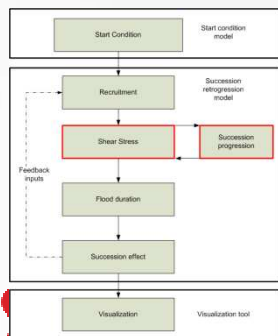 Start Condition
Start condition
model
Recruitment
Succession
retrogression
model
Shear Stress
Succession
progression
Feedback
inputs
Flood duration
Succession effect
Visualization
Visualization tool